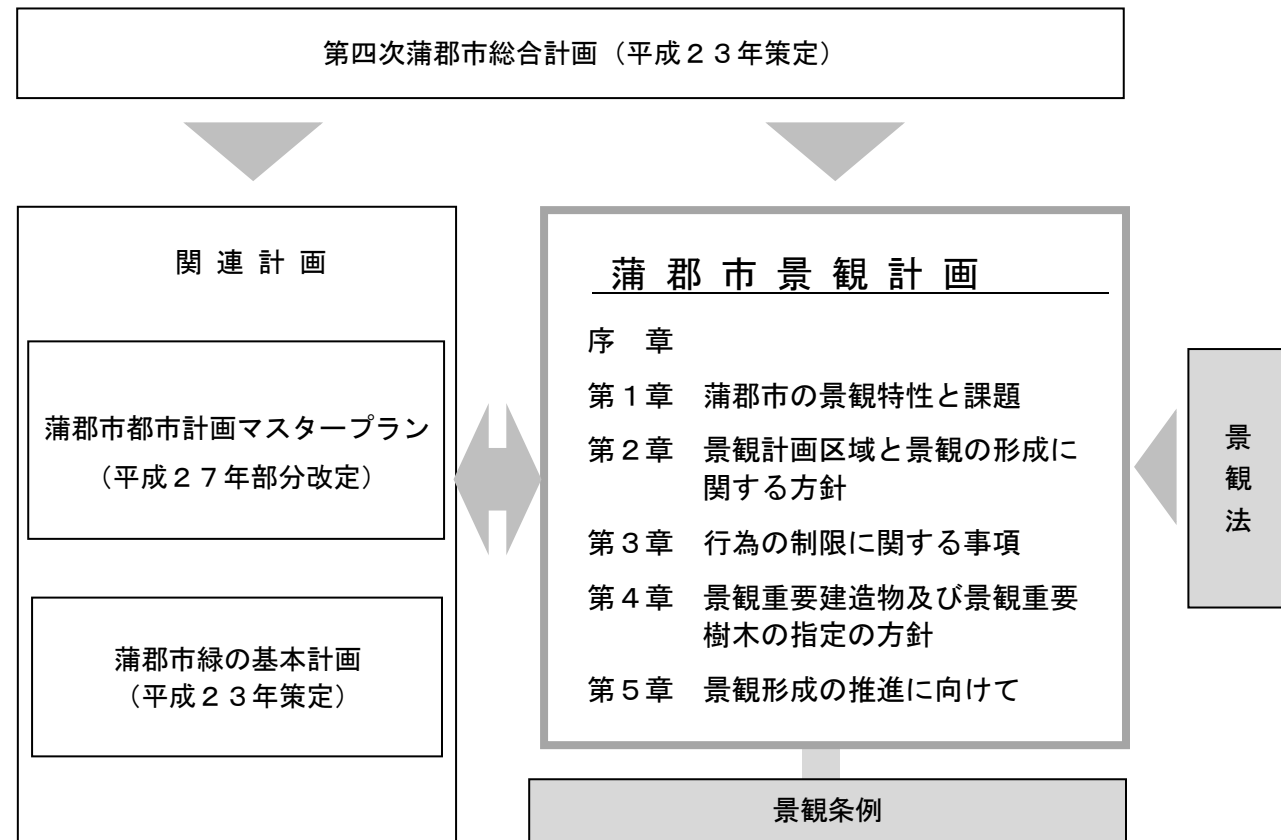 第四次蒲郡市総合計画（平成２３年策定）
関連計画
蒲郡市都市計画マスタープラン
（平成２７年部分改定）
蒲郡市緑の基本計画
（平成２３年策定）
蒲郡市景観計画
序　章
第１章　蒲郡市の景観特性と課題
第２章　景観計画区域と景観の形成に
関する方針
第３章　行為の制限に関する事項
第４章　景観重要建造物及び景観重要
樹木の指定の方針
第５章　景観形成の推進に向けて
景観法
景観条例